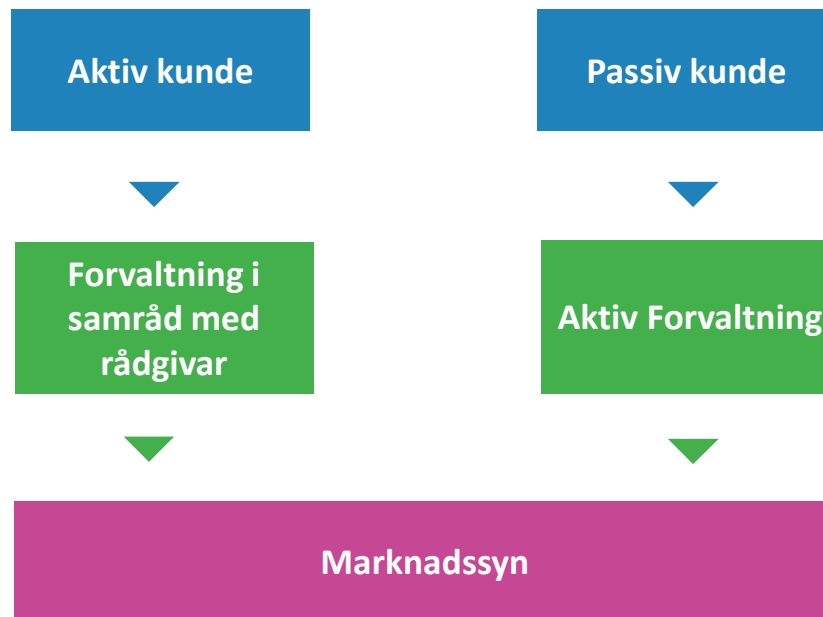 Aktiv kunde
Passiv kunde
Forvaltning i
samråd med
rådgivar
Aktiv Forvaltning
Marknadssyn